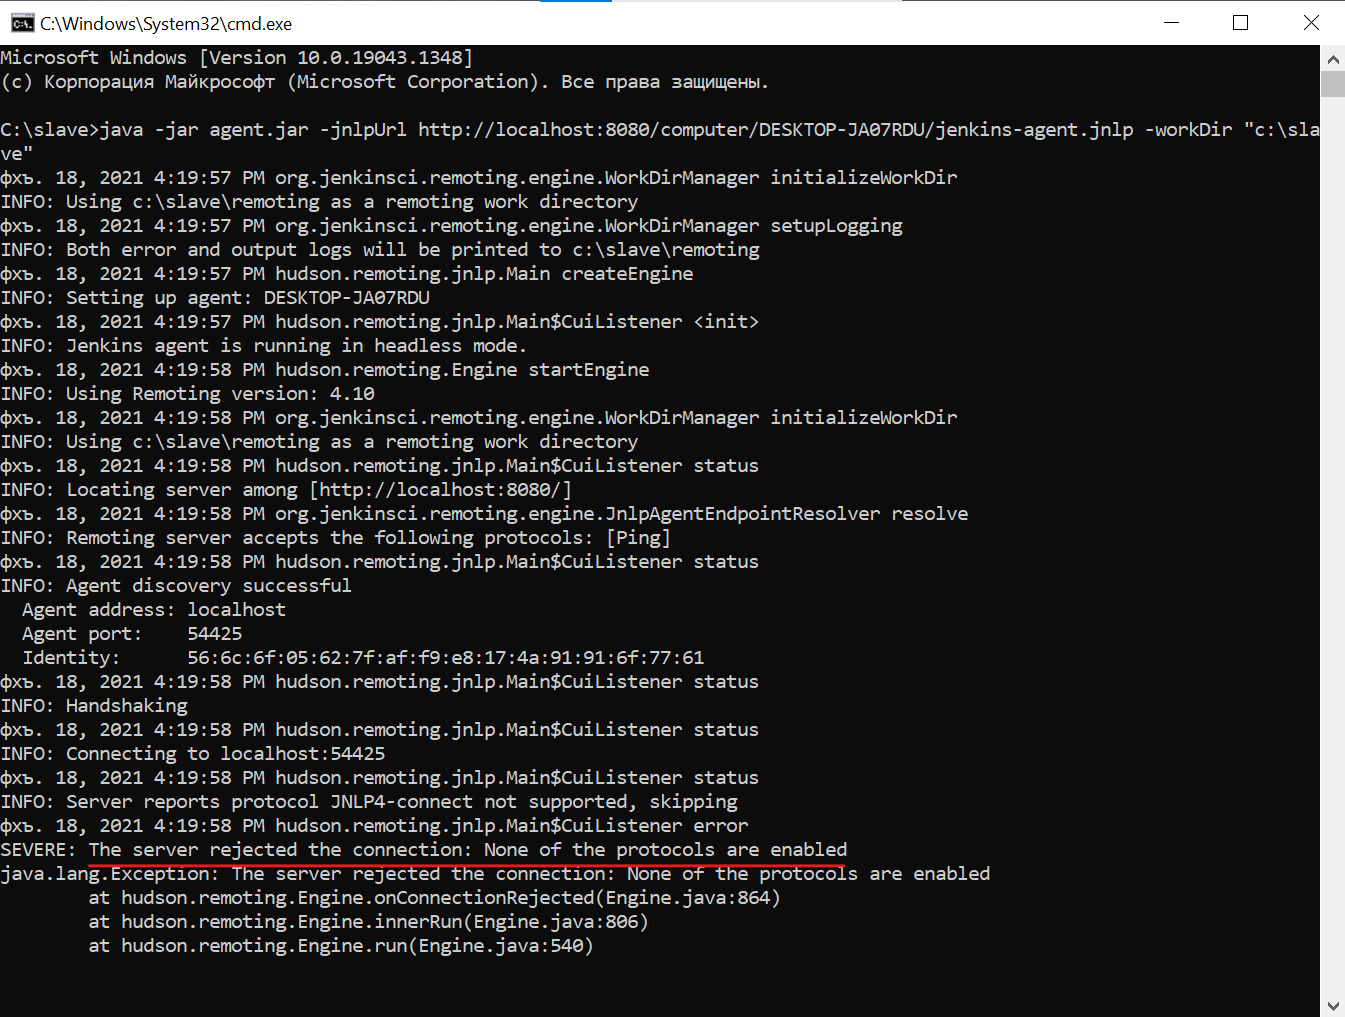 C:\Windows\System32\cmd.exe
Microsoft Windows [Version 10.0.19043.1348]
(c) Корпорация Майкрософт (Microsoft Corporation). Все права защищены.
C:\slave>java -jar agent.jar -jnlpUrl http://localhost:8080/computer/DESKTOP-JA07RDU/jenkins-agent.jnlp -workDir "c:\sla
ve"
фхъ. 18, 2021 4:19:57 PM org.jenkinsci.remoting.engine.WorkDirManager initializeWorkDir
INFO: Using c:\slave\remoting as a remoting work directory
фхъ. 18, 2021 4:19:57 PM org.jenkinsci.remoting.engine.WorkDirManager setupLogging
INFO: Both error and output logs will be printed to c:\slave\remoting
фхъ. 18, 2021 4:19:57 PM hudson.remoting.jnlp.Main createEngine
INFO: Setting up agent: DESKTOP-JA07RDU
фхъ. 18, 2021 4:19:57 PM hudson.remoting.jnlp.Main$CuiListener <init>
INFO: Jenkins agent is running in headless mode.
фхъ. 18, 2021 4:19:58 PM hudson.remoting.Engine startEngine
INFO: Using Remoting version: 4.10
фхъ. 18, 2021 4:19:58 PM org.jenkinsci.remoting.engine.WorkDirManager initializeWorkDir
INFO: Using c:\slave\remoting as a remoting work directory
фхъ. 18, 2021 4:19:58 PM hudson.remoting.jnlp.Main$CuiListener status
INFO: Locating server among [http://localhost:8080/]
фхъ. 18, 2021 4:19:58 PM org.jenkinsci.remoting.engine.JnlpAgentEndpointResolver resolve
INFO: Remoting server accepts the following protocols: [Ping]
фхъ. 18, 2021 4:19:58 PM hudson.remoting.jnlp.Main$CuiListener status
INFO: Agent discovery successful
  Agent address: localhost
  Agent port:    54425
  Identity:      56:6c:6f:05:62:7f:af:f9:e8:17:4a:91:91:6f:77:61
фхъ. 18, 2021 4:19:58 PM hudson.remoting.jnlp.Main$CuiListener status
INFO: Handshaking
фхъ. 18, 2021 4:19:58 PM hudson.remoting.jnlp.Main$CuiListener status
INFO: Connecting to localhost:54425
фхъ. 18, 2021 4:19:58 PM hudson.remoting.jnlp.Main$CuiListener status
INFO: Server reports protocol JNLP4-connect not supported, skipping
фхъ. 18, 2021 4:19:58 PM hudson.remoting.jnlp.Main$CuiListener error
SEVERE: The server rejected the connection: None of the protocols are enabled
java.lang.Exception: The server rejected the connection: None of the protocols are enabled
        at hudson.remoting.Engine.onConnectionRejected(Engine.java:864)
        at hudson.remoting.Engine.innerRun(Engine.java:806)
        at hudson.remoting.Engine.run(Engine.java:540)